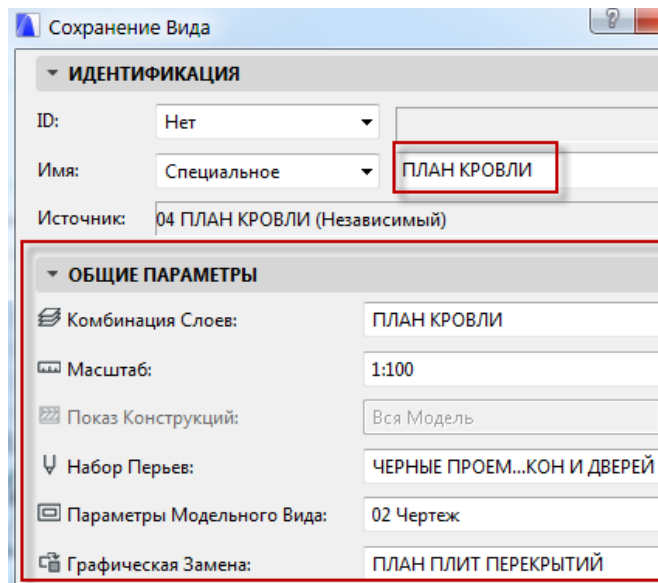 Сохранение Вида
ИДЕНТИФИКАЦИЯ
ID: Нет
Имя: Специальное ПЛАН КРОВЛИ
Источник: 04 ПЛАН КРОВЛИ (Независимый)
ОБЩИЕ ПАРАМЕТРЫ
Комбинация Слоев: ПЛАН КРОВЛИ
Масштаб: 1:100
Показ Конструкций: Вся Модель
Набор Перьев: ЧЕРНЫЕ ПРОЕМ...КОН И ДВЕРЕЙ
Параметры Модельного Вида: 02 Чертеж
Графическая Замена: ПЛАН ПЛИТ ПЕРЕКРЫТИЙ